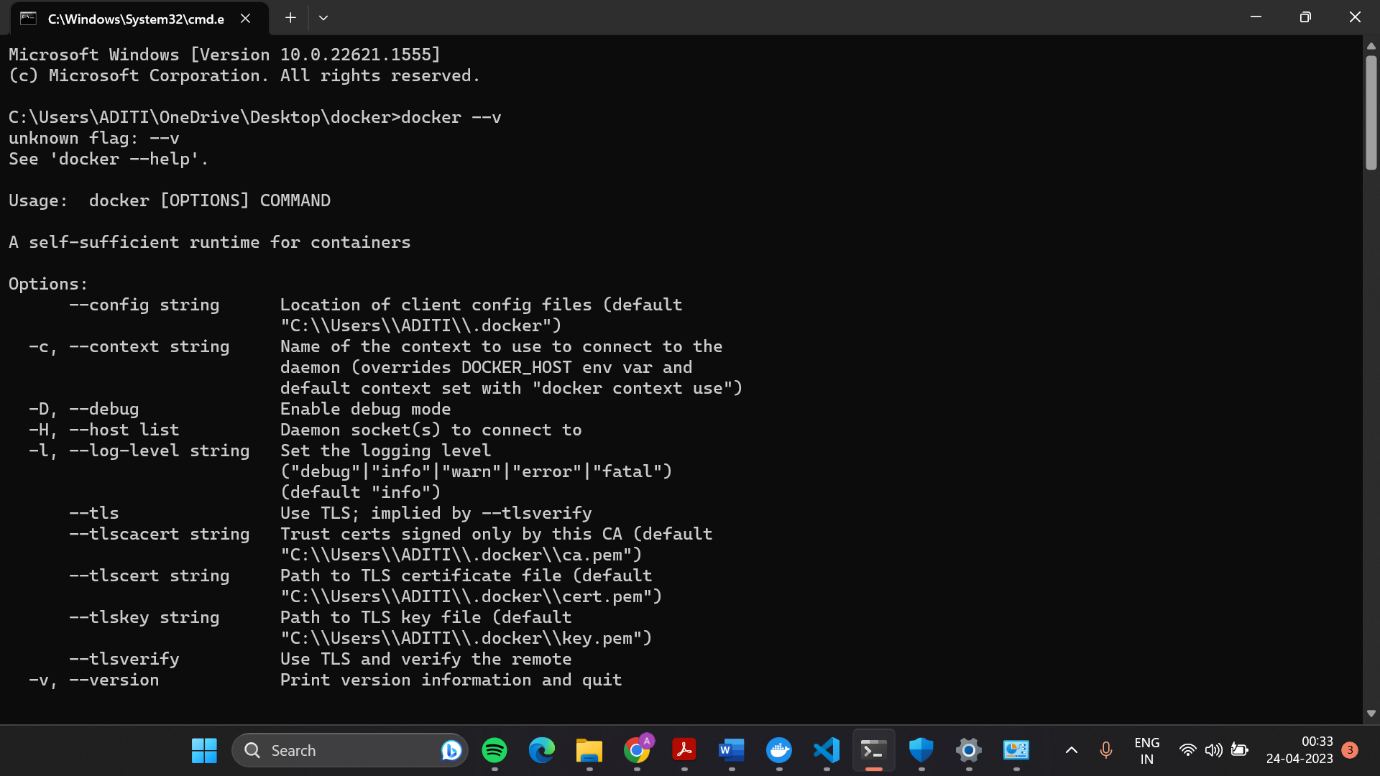 C:\Windows\System32\cmd.e
Microsoft Windows [Version 10.0.22621.1555]
(c) Microsoft Corporation. All rights reserved.
C:\Users\ADITI\OneDrive\Desktop\docker>docker --v
unknown flag: --v
See 'docker --help'.
Usage:  docker [OPTIONS] COMMAND
A self-sufficient runtime for containers
Options:
      --config string      Location of client config files (default
                           "C:\\Users\\ADITI\\.docker")
  -c, --context string     Name of the context to use to connect to the
                           daemon (overrides DOCKER_HOST env var and
                           default context set with "docker context use")
  -D, --debug              Enable debug mode
  -H, --host list          Daemon socket(s) to connect to
  -l, --log-level string   Set the logging level
                           ("debug"|"info"|"warn"|"error"|"fatal")
                           (default "info")
      --tls                Use TLS; implied by --tlsverify
      --tlscacert string   Trust certs signed only by this CA (default
                           "C:\\Users\\ADITI\\.docker\\ca.pem")
      --tlscert string     Path to TLS certificate file (default
                           "C:\\Users\\ADITI\\.docker\\cert.pem")
      --tlskey string      Path to TLS key file (default
                           "C:\\Users\\ADITI\\.docker\\key.pem")
      --tlsverify          Use TLS and verify the remote
  -v, --version            Print version information and quit
Search
A
W
ENG
IN
00:33
24-04-2023
3